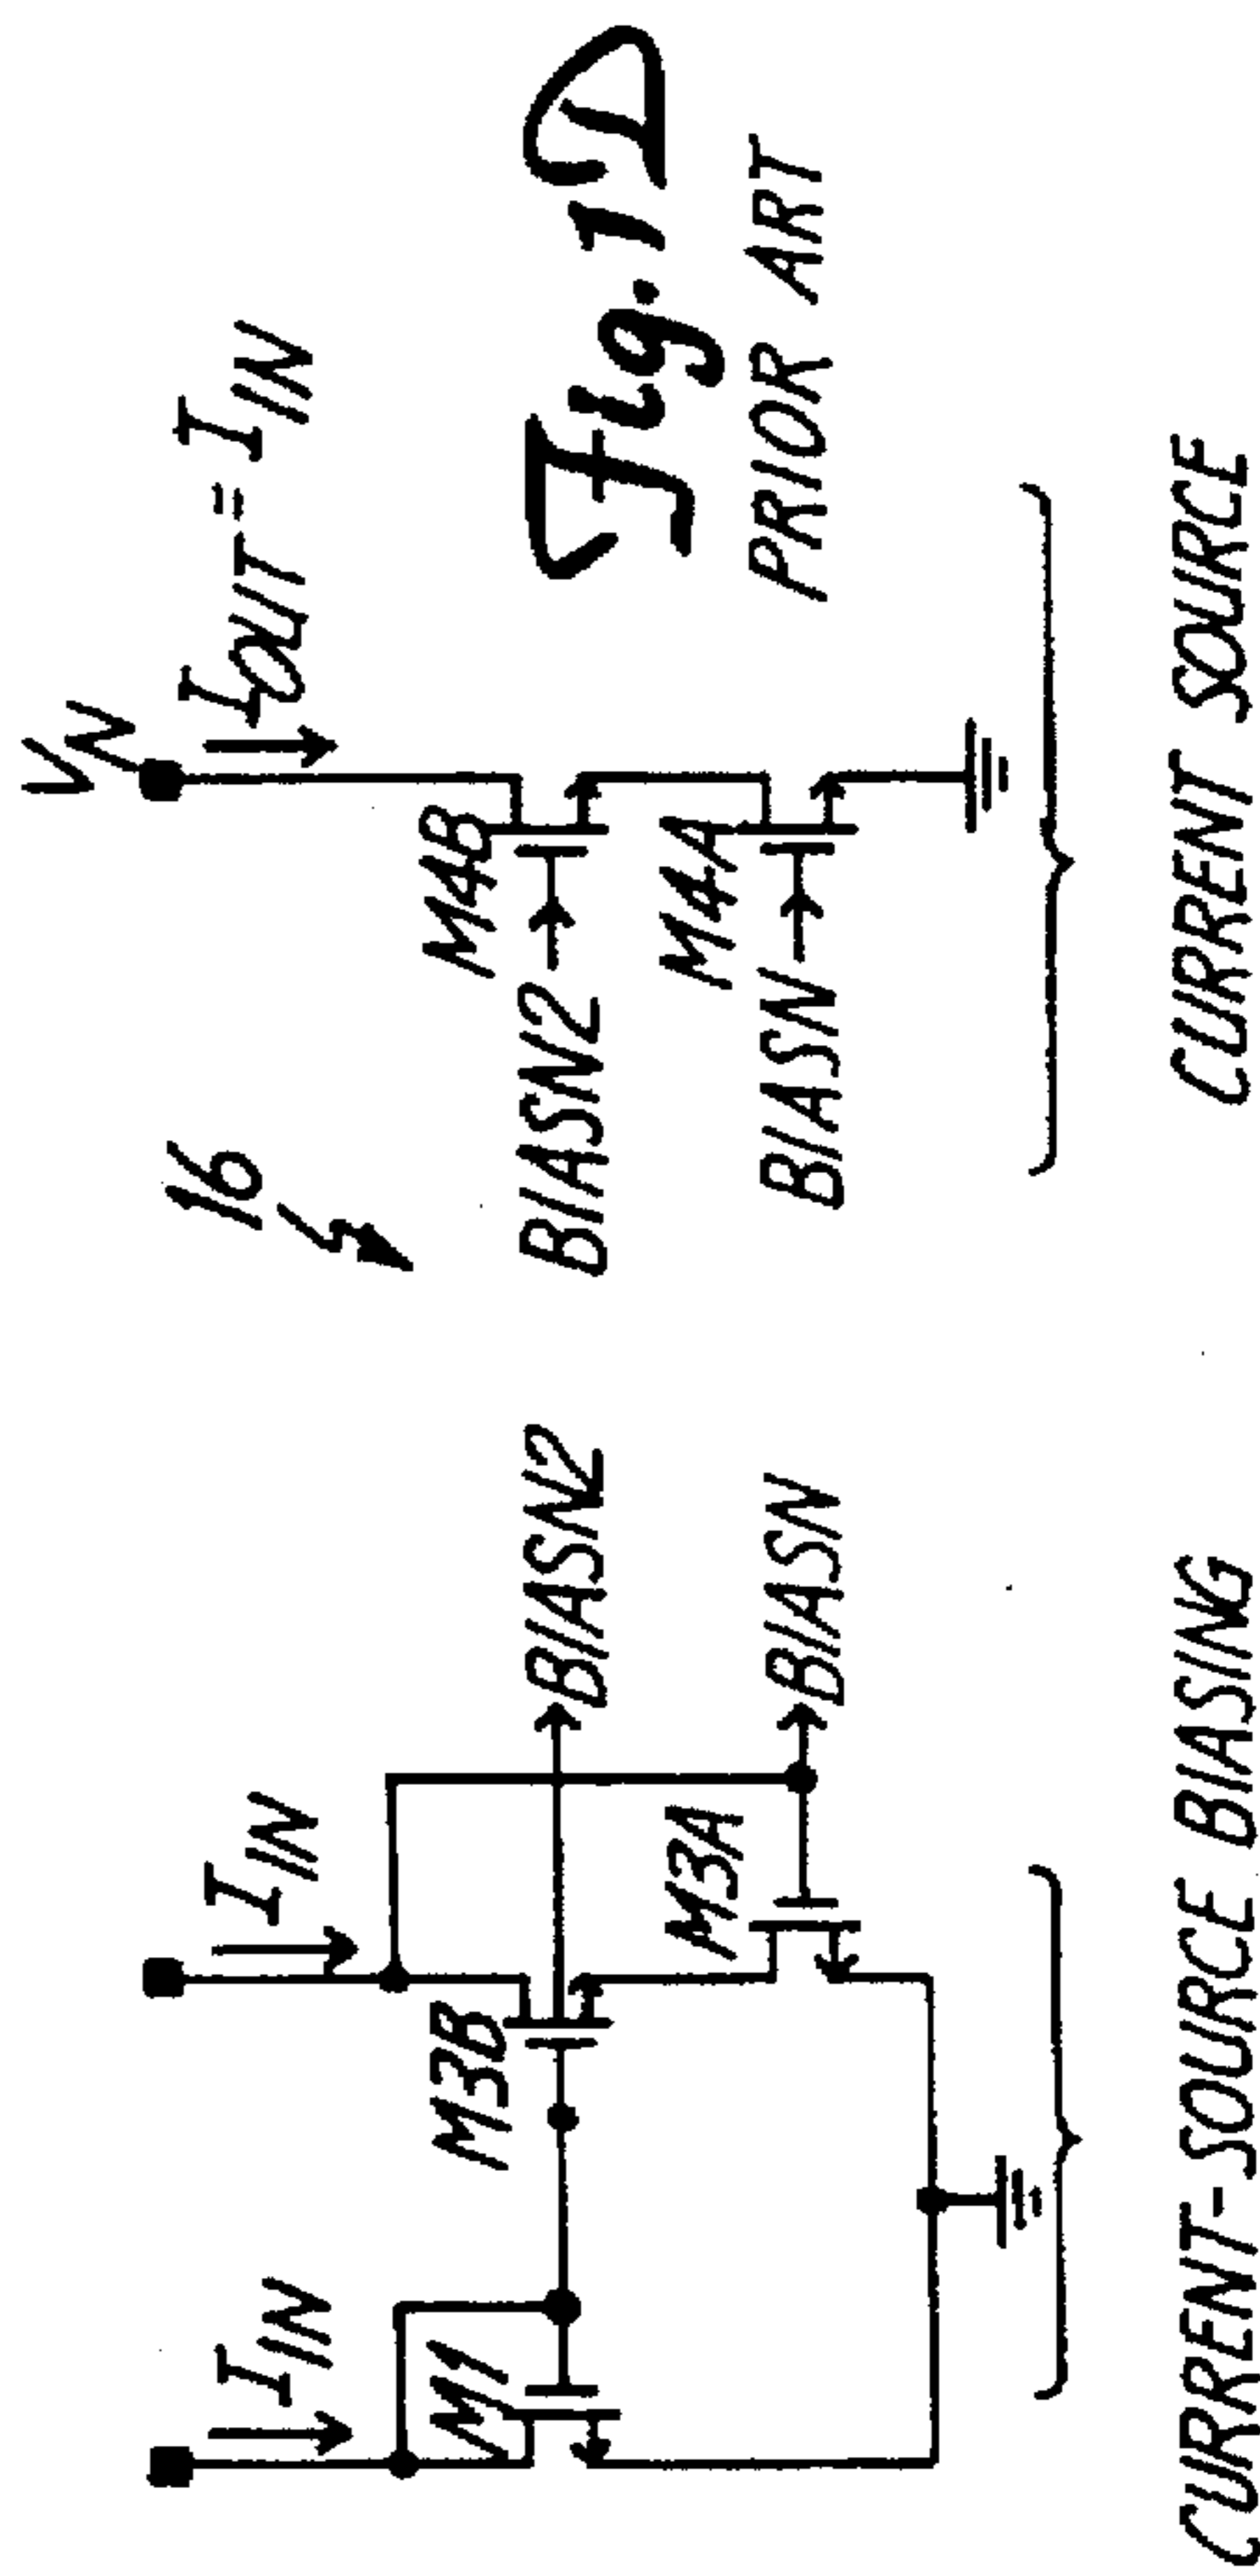 I_IN
I_IN
M1
M3B
M3A
BIASN2
BIASN
CURRENT-SOURCE BIASING
16
V_N
I_OUT = I_IN
M4B
BIASN2
M4A
BIASN
CURRENT SOURCE
Fig. 1D
PRIOR ART